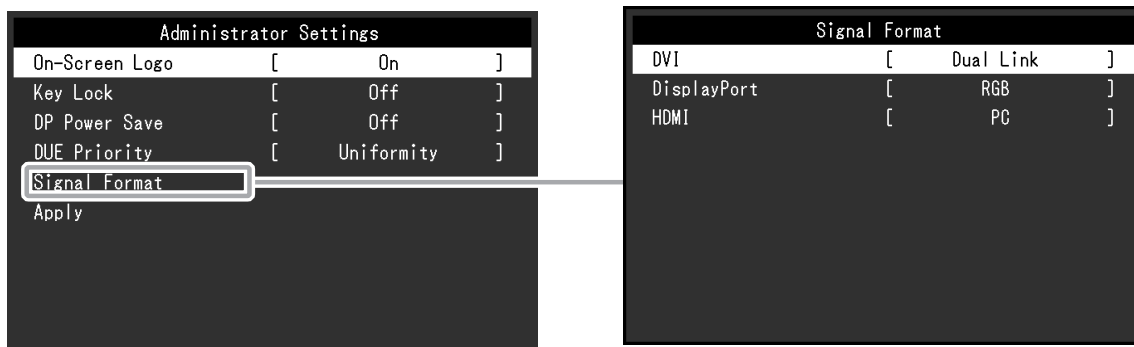 Administrator Settings
On-Screen Logo [ On ]
Key Lock [ Off ]
DP Power Save [ Off ]
DUE Priority [ Uniformity ]
Signal Format
Apply
Signal Format
DVI [ Dual Link ]
DisplayPort [ RGB ]
HDMI [ PC ]